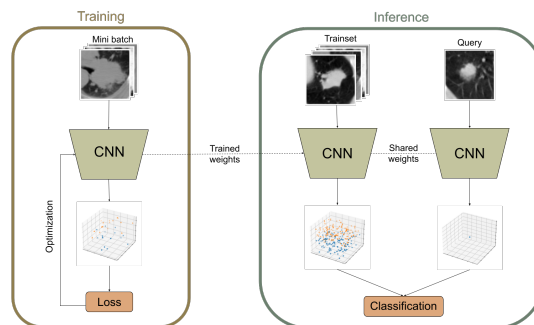 Training
Inference
Mini batch
Trainset
Query
CNN
Trained
weights
CNN
Shared
weights
CNN
Optimization
Loss
Classification